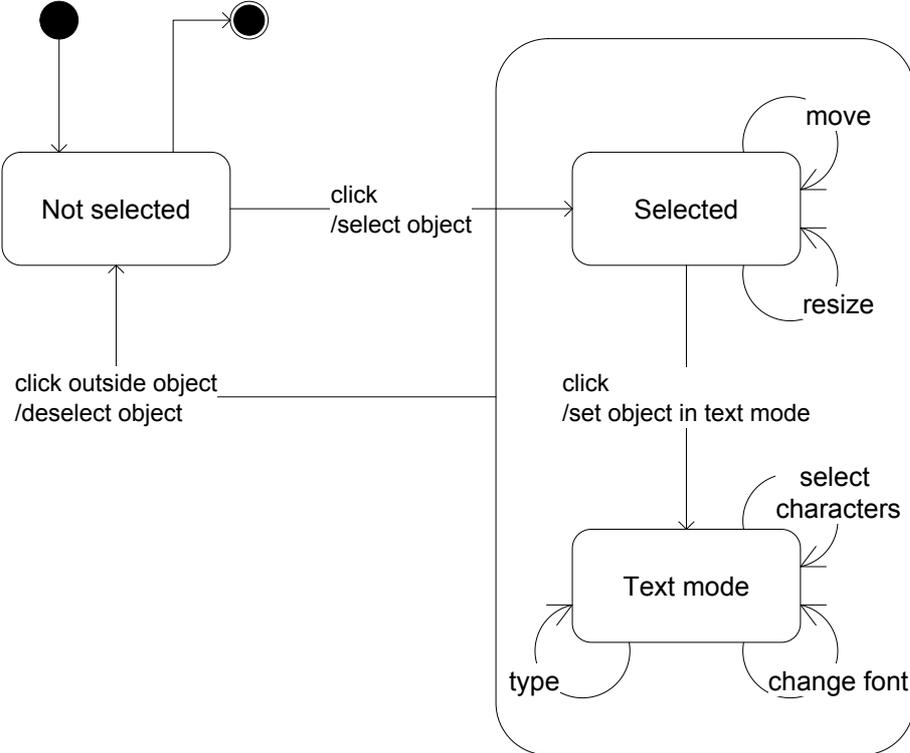 move
Not selected
click
/select object
Selected
resize
click outside object
/deselect object
click
/set object in text mode
select
characters
Text mode
type
change font